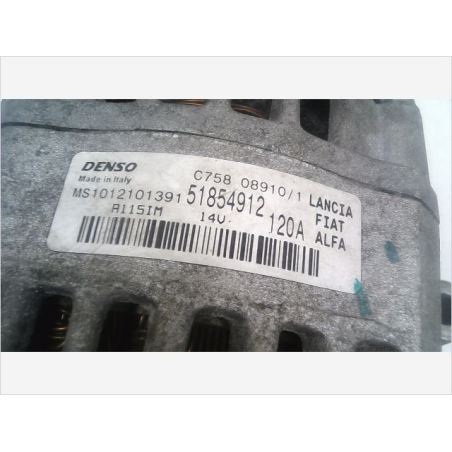 DENSO C758 08910/1 LANCIA
Made in Italy
MS1012101391 51854912 120A FIAT
A115IM 14V ALFA